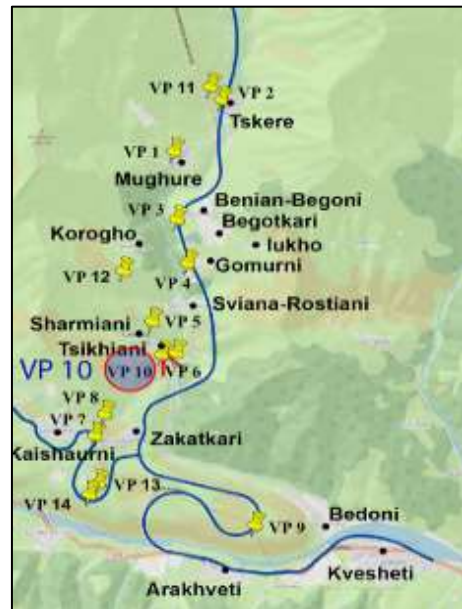 VP 11
VP 2
Tskere
VP 1
Mughure
Benian-Begoni
VP 3
Begotkari
Korogho
Iukho
VP 12
VP 4
Gomurni
Sviana-Rostiani
Sharmiani
VP 5
Tsikhiani
VP 10
VP 10
VP 6
VP 8
VP 7
Zakatkari
Kaishaurni
VP 13
VP 14
VP 9
Bedoni
Arakhveti
Kvesheti